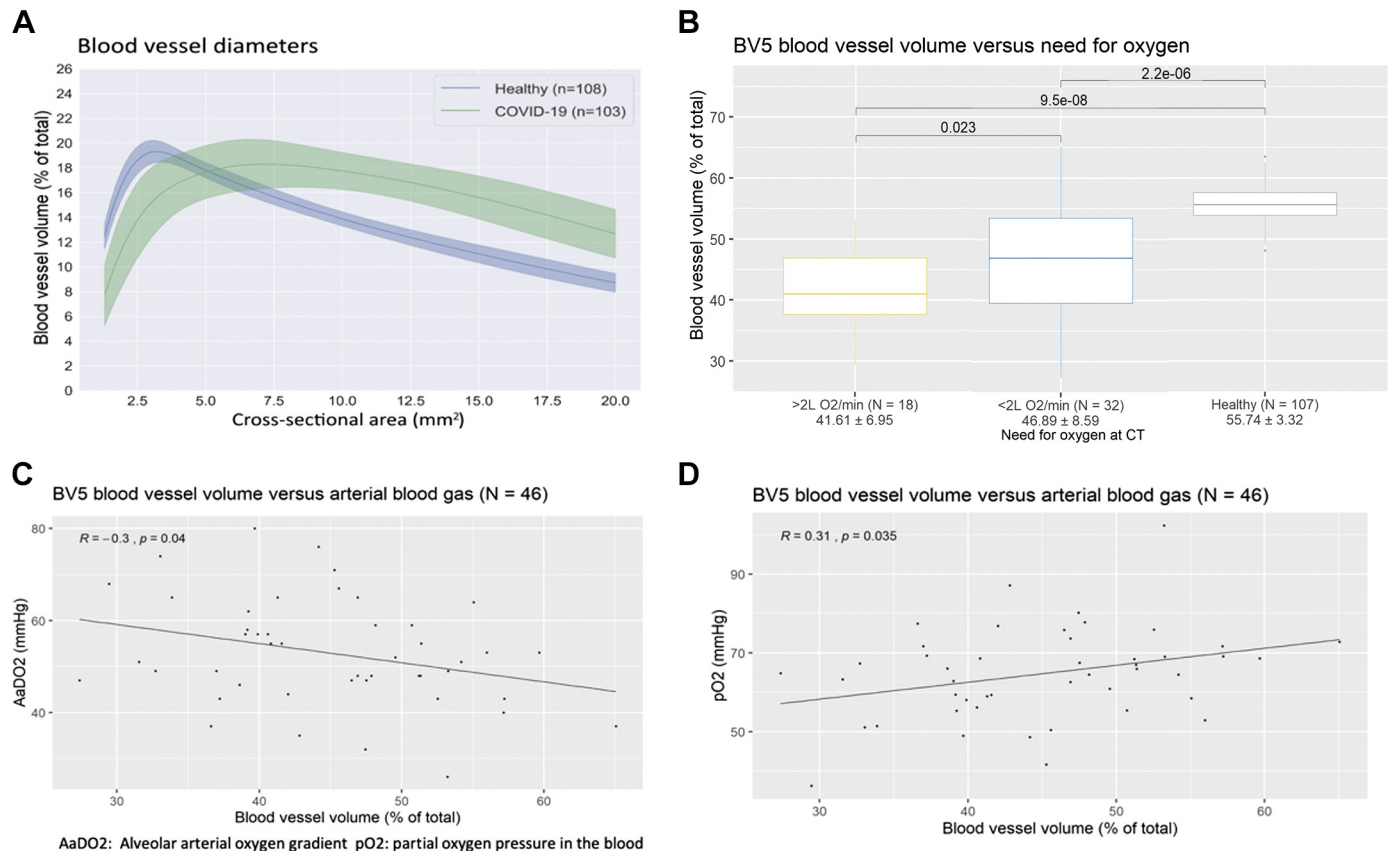 A
Blood vessel diameters
Blood vessel volume (% of total)
26
24
22
20
18
16
14
12
10
8
6
4
2
0
Healthy (n=108)
COVID-19 (n=103)
2.5 5.0 7.5 10.0 12.5 15.0 17.5 20.0
Cross-sectional area (mm²)
B
BV5 blood vessel volume versus need for oxygen
Blood vessel volume (% of total)
70
60
50
40
30
2.2e-06
9.5e-08
0.023
>2L O2/min (N = 18) <2L O2/min (N = 32) Healthy (N = 107)
41.61 ± 6.95 46.89 ± 8.59 55.74 ± 3.32
Need for oxygen at CT
C
BV5 blood vessel volume versus arterial blood gas (N = 46)
AaDO2 (mmHg)
80
60
40
R = −0.3 , p = 0.04
30 40 50 60
Blood vessel volume (% of total)
AaDO2: Alveolar arterial oxygen gradient pO2: partial oxygen pressure in the blood
D
BV5 blood vessel volume versus arterial blood gas (N = 46)
pO2 (mmHg)
90
70
50
R = 0.31 , p = 0.035
30 40 50 60
Blood vessel volume (% of total)